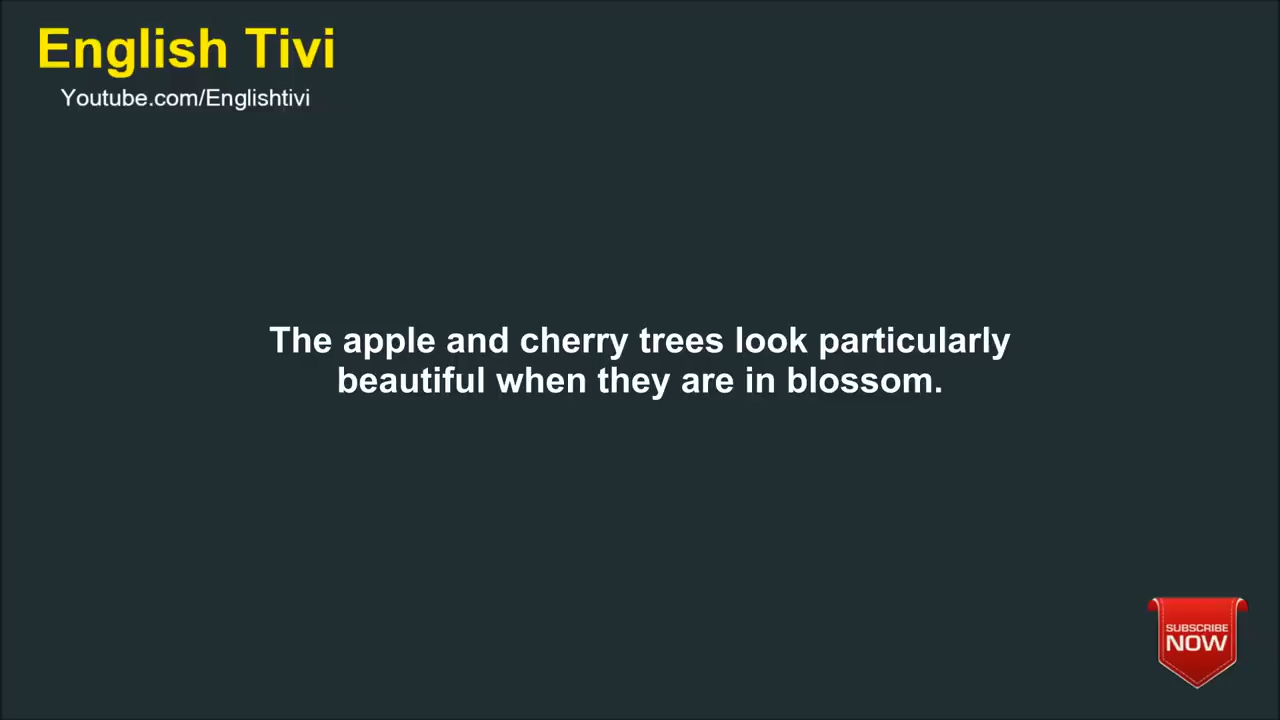 English Tivi
Youtube.com/Englishtivi
The apple and cherry trees look particularly
beautiful when they are in blossom.
SUBSCRIBE
NOW